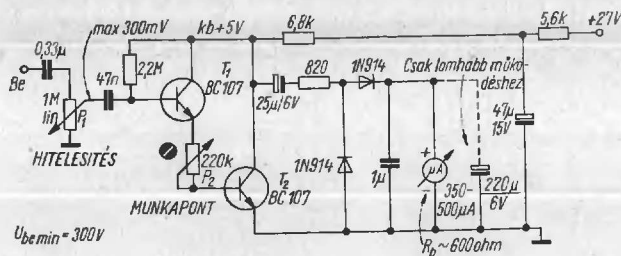 max 300mV
kb+5V
6,8k
5,6k
+27V
0,33µ
Be
47n
2,2M
T1
BC107
25µ/6V
820
1N914
Csak lomhább műkö-
déshez
1M
lin
P1
HITELESITÉS
220k
P2
MUNKAPONT
T2
BC107
1N914
1µ
+
µA
-
350-
500µA
220µ
6V
47µ
15V
Ubemin = 300V
Rb~600ohm